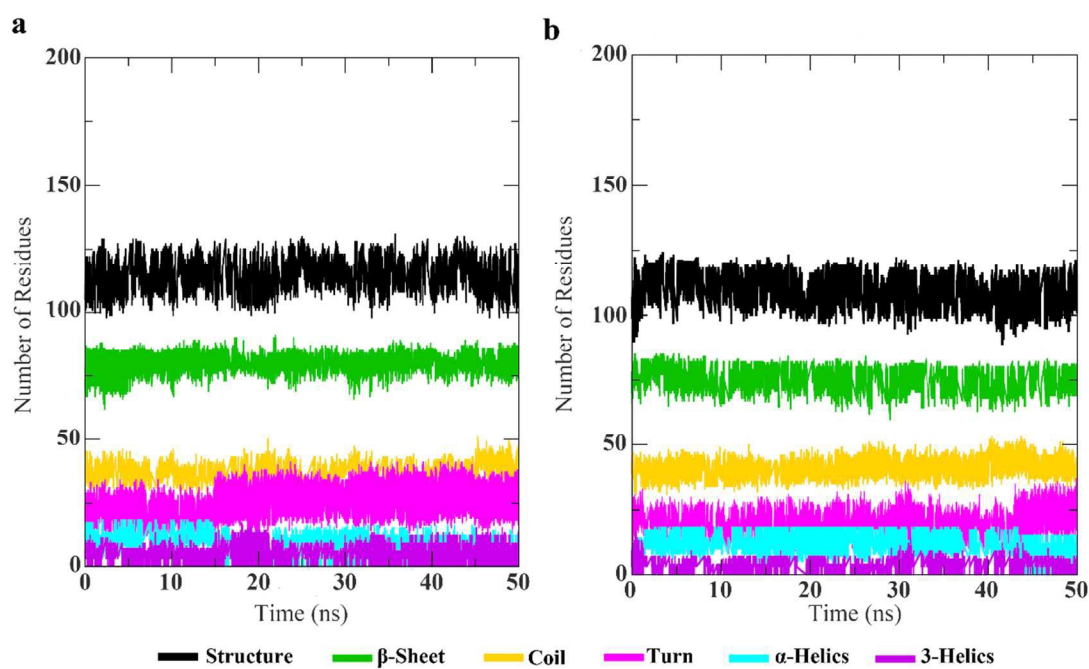 a
200
150
100
50
0
Number of Residues
0 10 20 30 40 50
Time (ns)
b
200
150
100
50
0
Number of Residues
0 10 20 30 40 50
Time (ns)
Structure β-Sheet Coil Turn α-Helics 3-Helics